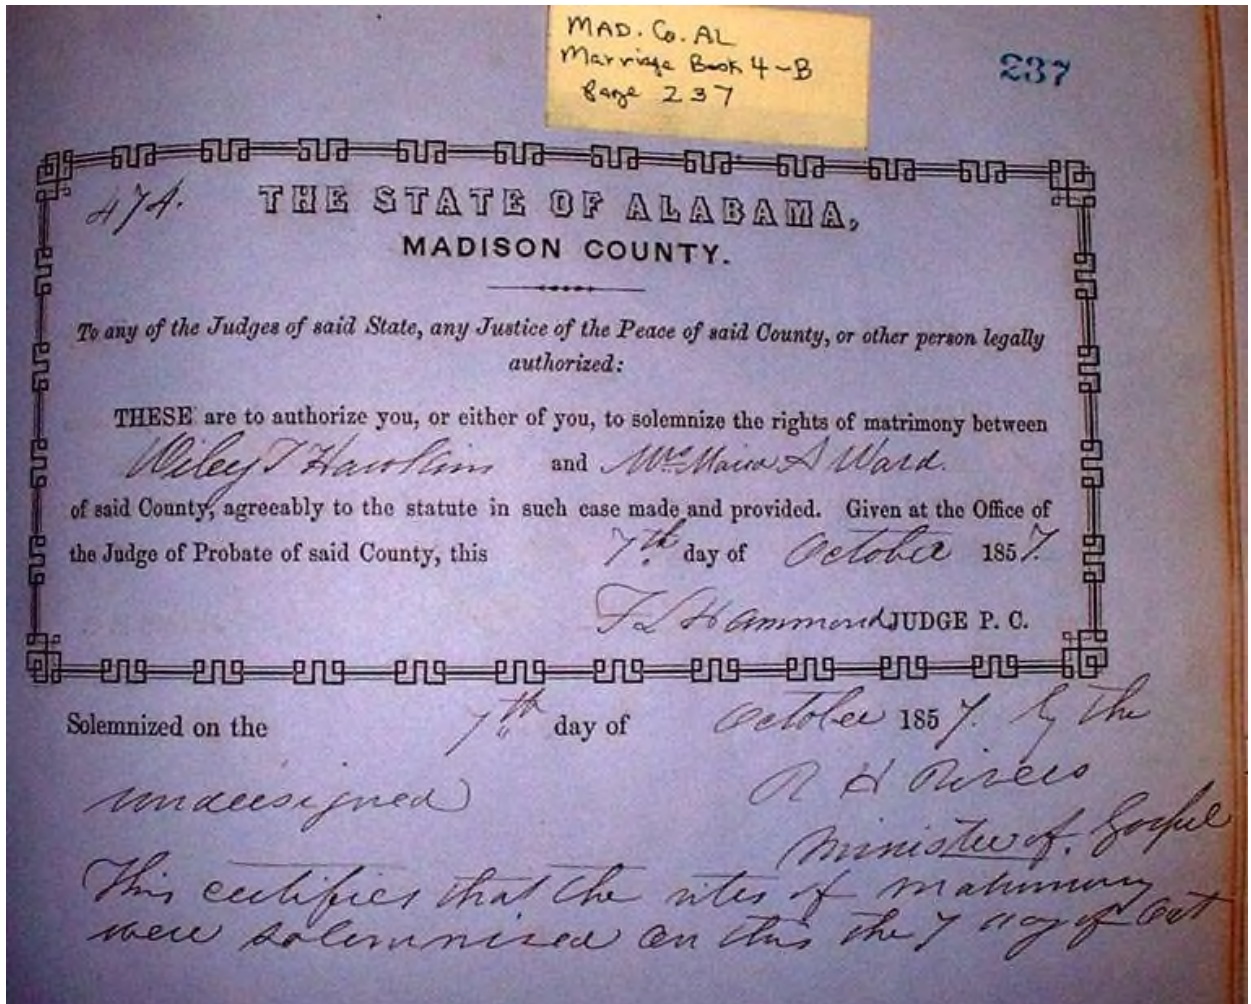 MAD. Co. AL
Marriage Book 4-B
Page 237
237
474.
THE STATE OF ALABAMA,
MADISON COUNTY.
To any of the Judges of said State, any Justice of the Peace of said County, or other person legally
authorized:
THESE are to authorize you, or either of you, to solemnize the rights of matrimony between
Wiley T Hawkins and Mrs Maria A Ward.
of said County, agreeably to the statute in such case made and provided. Given at the Office of
the Judge of Probate of said County, this 7th day of October 1857.
F L Hammond JUDGE P. C.
Solemnized on the 7th day of October 1857. by the
undersigned R H Rivers
Minister of. Gospel
This certifies that the rites of matrimony
were solemnised on this the 7 day of Oct